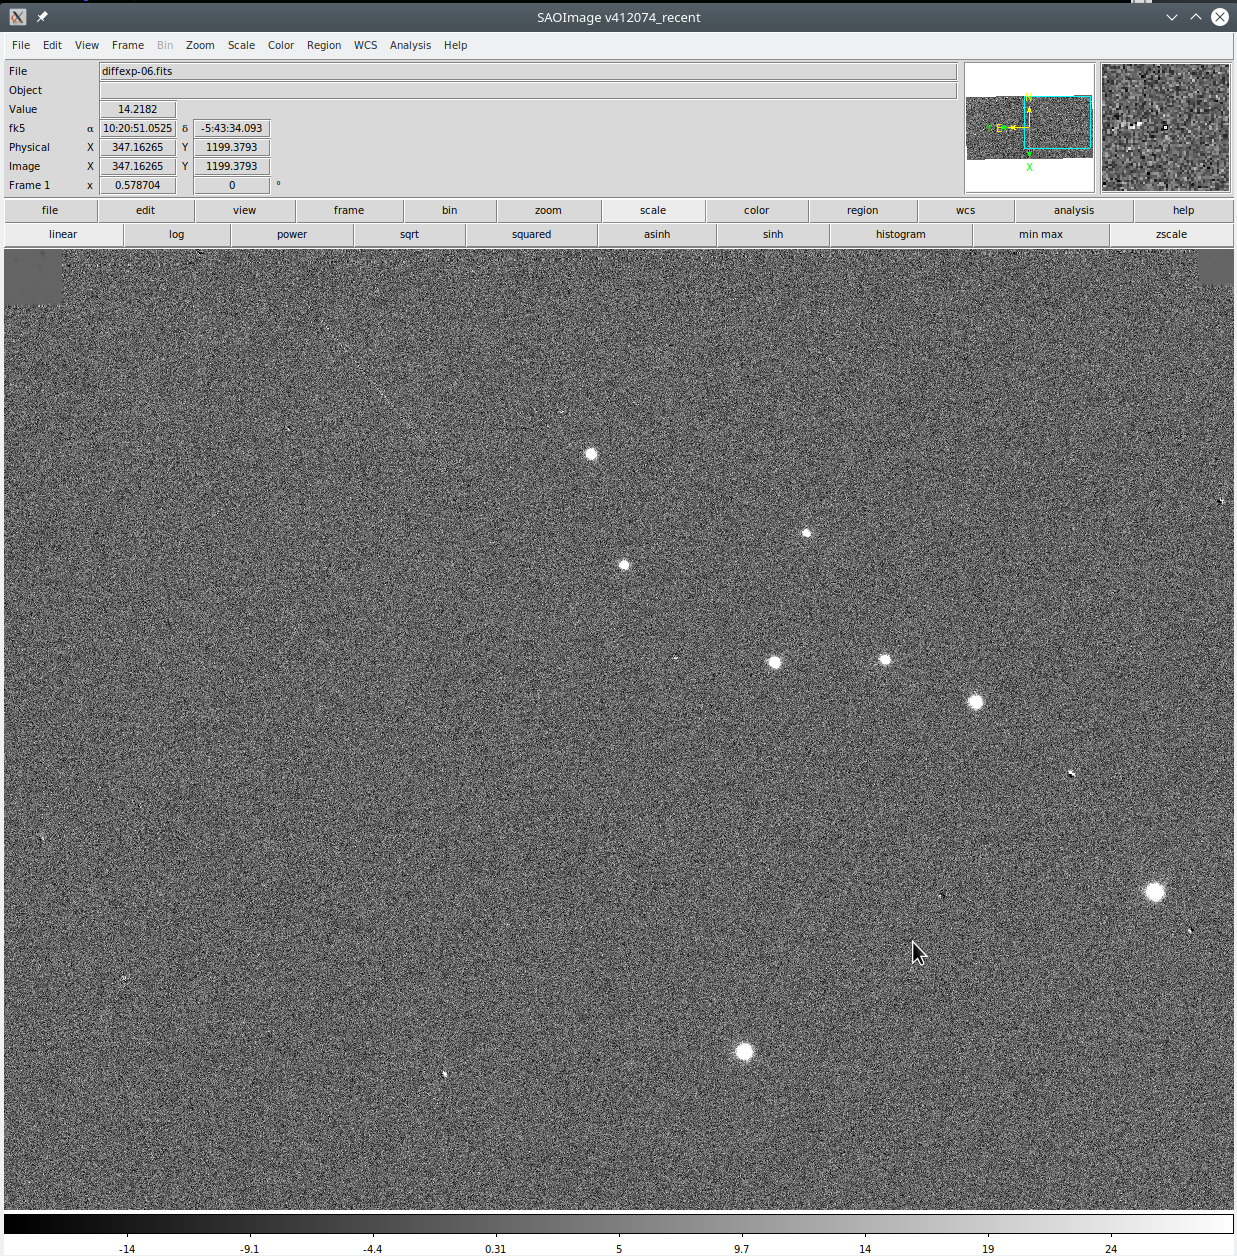 SAOImage v412074_recent
File Edit View Frame Bin Zoom Scale Color Region WCS Analysis Help
File diffexp-06.fits
Object
Value 14.2182
fk5 α 10:20:51.0525 δ -5:43:34.093
Physical X 347.16265 Y 1199.3793
Image X 347.16265 Y 1199.3793
Frame 1 x 0.578704 0 °
N
E
X
file edit view frame bin zoom scale color region wcs analysis help
linear log power sqrt squared asinh sinh histogram min max zscale
-14 -9.1 -4.4 0.31 5 9.7 14 19 24